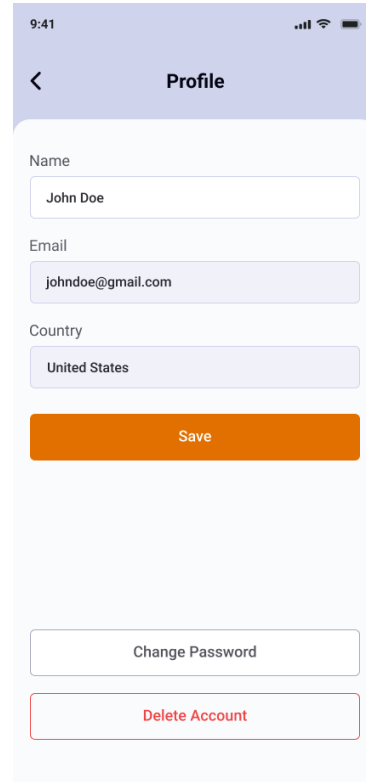 9:41
Profile
Name
John Doe
Email
johndoe@gmail.com
Country
United States
Save
Change Password
Delete Account